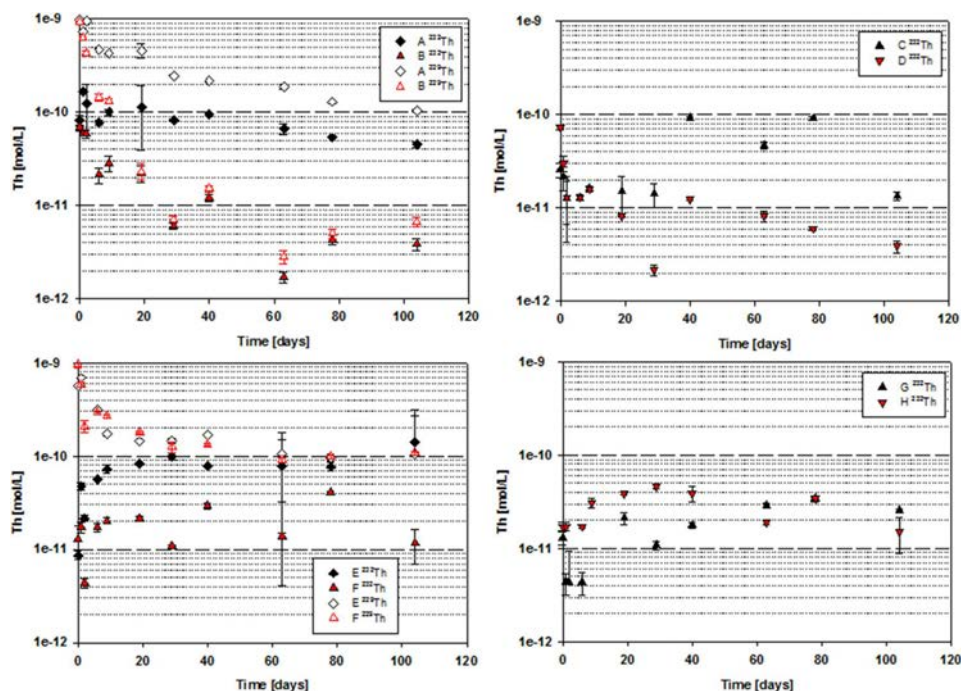 1e-9
1e-10
1e-11
1e-12
Th [mol/L]
A ²³²Th
B ²³²Th
A ²²⁹Th
B ²²⁹Th
0 20 40 60 80 100 120
Time [days]
1e-9
1e-10
1e-11
1e-12
Th [mol/L]
C ²³²Th
D ²³²Th
0 20 40 60 80 100 120
Time [days]
1e-9
1e-10
1e-11
1e-12
Th [mol/L]
E ²³²Th
F ²³²Th
E ²²⁹Th
F ²²⁹Th
0 20 40 60 80 100 120
Time [days]
1e-9
1e-10
1e-11
1e-12
Th [mol/L]
G ²³²Th
H ²³²Th
0 20 40 60 80 100 120
Time [days]